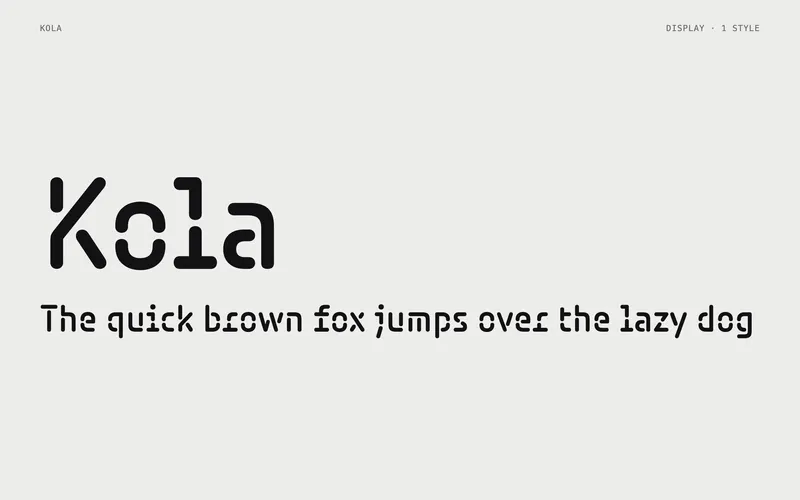 KOLA
DISPLAY · 1 STYLE
Kola
The quick brown fox jumps over the lazy dog